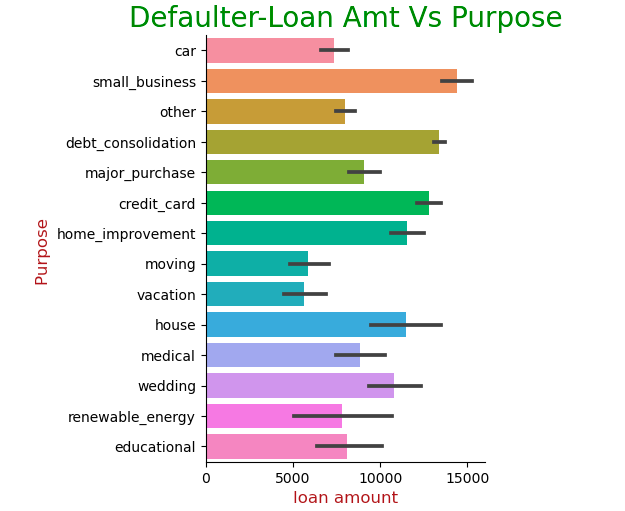 Defaulter-Loan Amt Vs Purpose
car
small_business
other
debt_consolidation
major_purchase
credit_card
home_improvement
moving
vacation
house
medical
wedding
renewable_energy
educational
Purpose
0 5000 10000 15000
loan amount